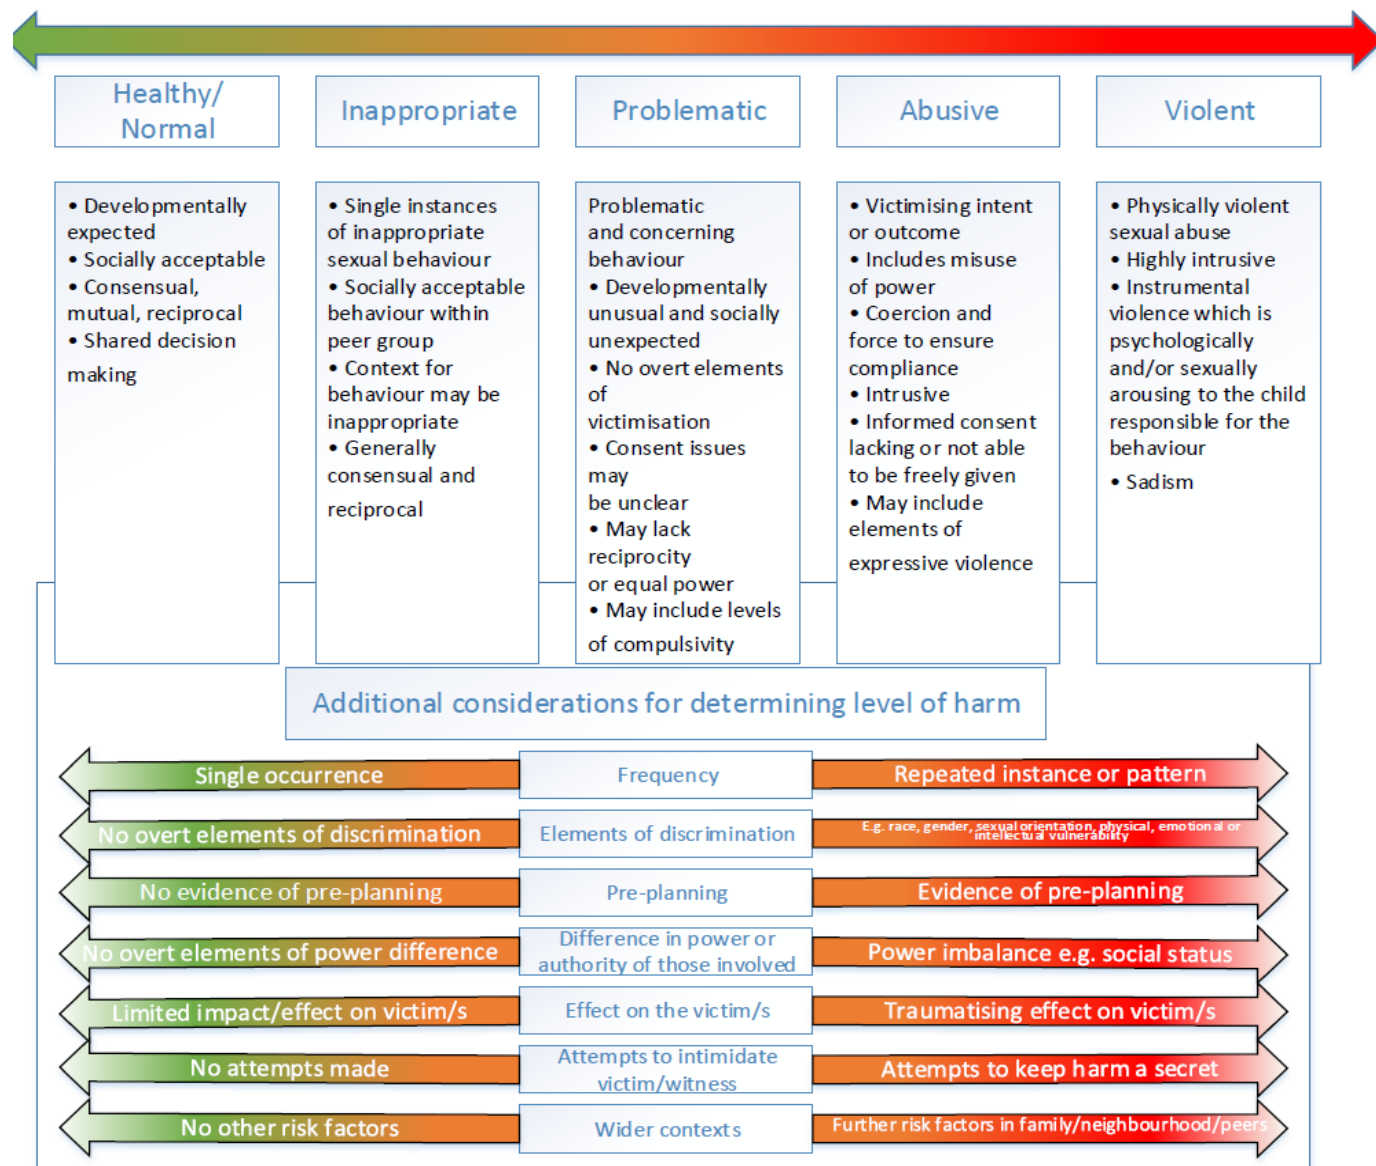 Healthy/
Normal
Inappropriate
Problematic
Abusive
Violent
• Developmentally
expected
• Socially acceptable
• Consensual,
mutual, reciprocal
• Shared decision
making
• Single instances
of inappropriate
sexual behaviour
• Socially acceptable
behaviour within
peer group
• Context for
behaviour may be
inappropriate
• Generally
consensual and
reciprocal
Problematic
and concerning
behaviour
• Developmentally
unusual and socially
unexpected
• No overt elements
of
victimisation
• Consent issues
may
be unclear
• May lack
reciprocity
or equal power
• May include levels
of compulsivity
• Victimising intent
or outcome
• Includes misuse
of power
• Coercion and
force to ensure
compliance
• Intrusive
• Informed consent
lacking or not able
to be freely given
• May include
elements of
expressive violence
• Physically violent
sexual abuse
• Highly intrusive
• Instrumental
violence which is
psychologically
and/or sexually
arousing to the child
responsible for the
behaviour
• Sadism
Additional considerations for determining level of harm
Single occurrence
Frequency
Repeated instance or pattern
No overt elements of discrimination
Elements of discrimination
E.g. race, gender, sexual orientation, physical, emotional or
intellectual vulnerability
No evidence of pre-planning
Pre-planning
Evidence of pre-planning
No overt elements of power difference
Difference in power or
authority of those involved
Power imbalance e.g. social status
Limited impact/effect on victim/s
Effect on the victim/s
Traumatising effect on victim/s
No attempts made
Attempts to intimidate
victim/witness
Attempts to keep harm a secret
No other risk factors
Wider contexts
Further risk factors in family/neighbourhood/peers